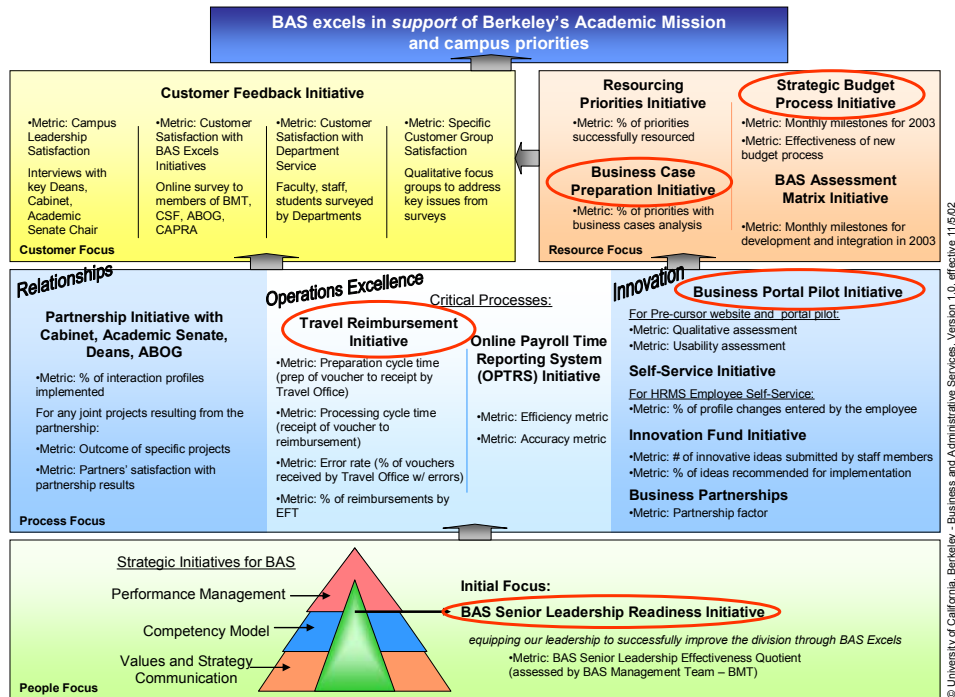 BAS excels in support of Berkeley's Academic Mission
and campus priorities
Customer Feedback Initiative
•Metric: Campus
Leadership
Satisfaction
Interviews with
key Deans,
Cabinet,
Academic
Senate Chair
•Metric: Customer
Satisfaction with
BAS Excels
Initiatives
Online survey to
members of BMT,
CSF, ABOG,
CAPRA
•Metric: Customer
Satisfaction with
Department
Service
Faculty, staff,
students surveyed
by Departments
•Metric: Specific
Customer Group
Satisfaction
Qualitative focus
groups to address
key issues from
surveys
Customer Focus
Resourcing
Priorities Initiative
•Metric: % of priorities
successfully resourced
Business Case
Preparation Initiative
•Metric: % of priorities with
business cases analysis
Strategic Budget
Process Initiative
•Metric: Monthly milestones for 2003
•Metric: Effectiveness of new
budget process
BAS Assessment
Matrix Initiative
•Metric: Monthly milestones for
development and integration in 2003
Resource Focus
Relationships
Partnership Initiative with
Cabinet, Academic Senate,
Deans, ABOG
•Metric: % of interaction profiles
implemented
For any joint projects resulting from the
partnership:
•Metric: Outcome of specific projects
•Metric: Partners' satisfaction with
partnership results
Process Focus
Operations Excellence
Critical Processes:
Travel Reimbursement
Initiative
•Metric: Preparation cycle time
(prep of voucher to receipt by
Travel Office)
•Metric: Processing cycle time
(receipt of voucher to
reimbursement)
•Metric: Error rate (% of vouchers
received by Travel Office w/ errors)
•Metric: % of reimbursements by
EFT
Online Payroll Time
Reporting System
(OPTRS) Initiative
•Metric: Efficiency metric
•Metric: Accuracy metric
Innovation
Business Portal Pilot Initiative
For Pre-cursor website and portal pilot:
•Metric: Qualitative assessment
•Metric: Usability assessment
Self-Service Initiative
For HRMS Employee Self-Service:
•Metric: % of profile changes entered by the employee
Innovation Fund Initiative
•Metric: # of innovative ideas submitted by staff members
•Metric: % of ideas recommended for implementation
Business Partnerships
•Metric: Partnership factor
Strategic Initiatives for BAS
Performance Management
Competency Model
Values and Strategy
Communication
People Focus
Initial Focus:
BAS Senior Leadership Readiness Initiative
equipping our leadership to successfully improve the division through BAS Excels
•Metric: BAS Senior Leadership Effectiveness Quotient
(assessed by BAS Management Team – BMT)
© University of California, Berkeley - Business and Administrative Services. Version 1.0, effective 11/5/02